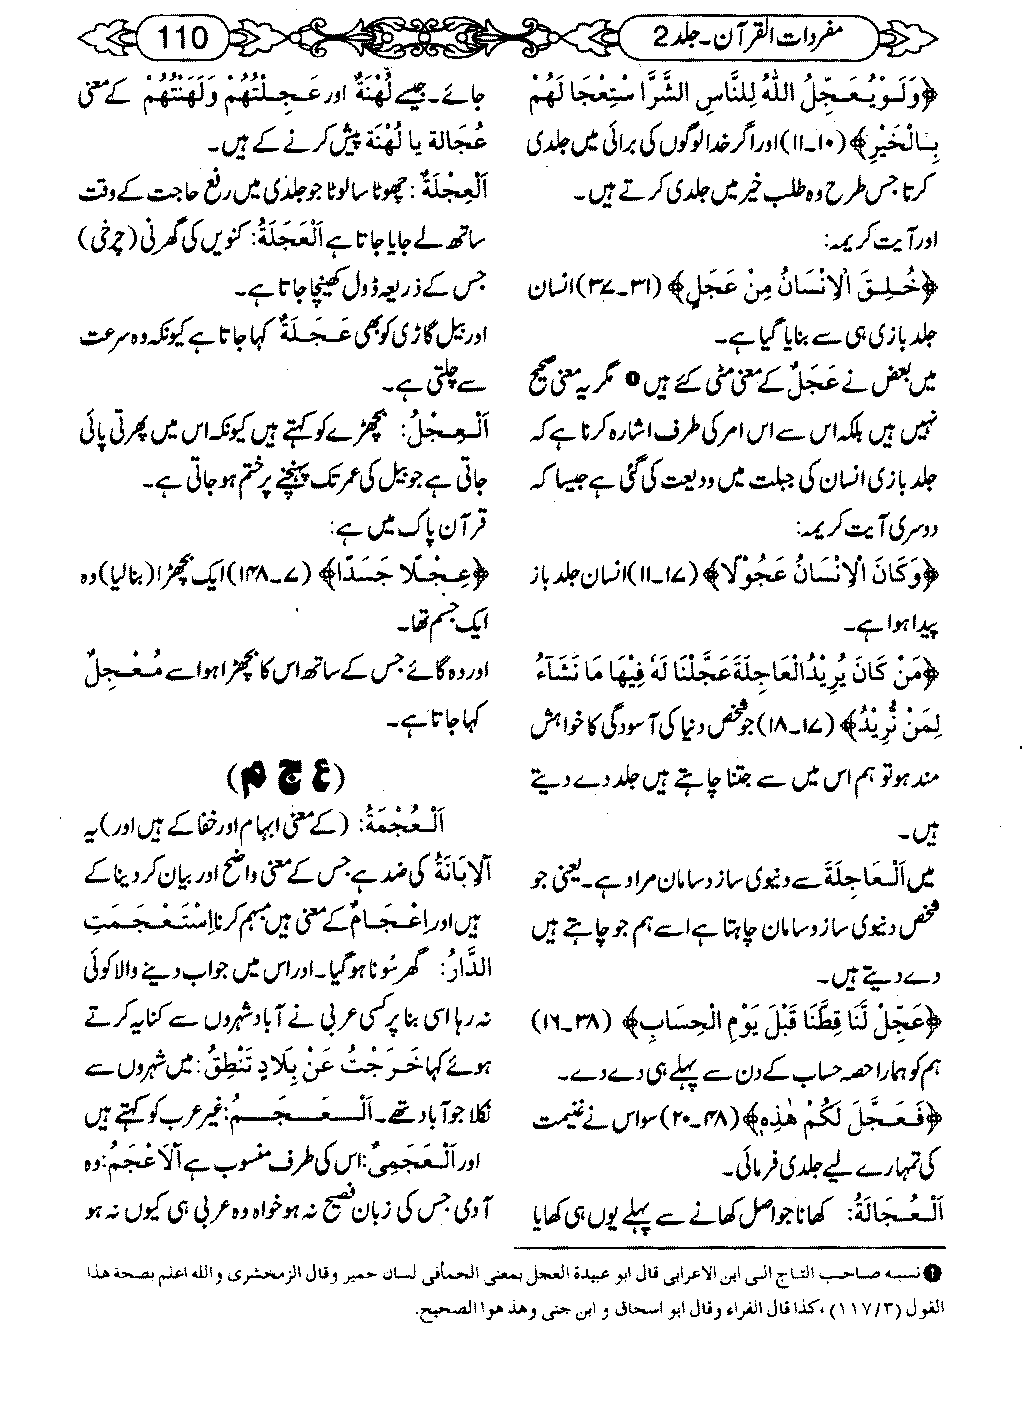 مفردات القرآن۔جلد 2
110
﴿وَلَوْ یُعَجِّلُ اللّٰهُ لِلنَّاسِ الشَّرَّ اسْتِعْجَا لَهُمْ
بِالْخَیْرِ﴾ (۱۰۔۱۱) اور اگر خدا لوگوں کی برائی میں جلدی
کرتا جس طرح وہ طلب خیر میں جلدی کرتے ہیں۔
اور آیت کریمہ:
﴿خُلِقَ الْاِنْسَانُ مِنْ عَجَلٍ﴾ (۲۱۔۳۷) انسان
جلد بازی ہی سے بنایا گیا ہے۔
میں بعض نے عَجَلٌ کے معنی مٹی کئے ہیں ❶ مگر یہ معنی صحیح
نہیں ہیں بلکہ اس سے اس امر کی طرف اشارہ کرنا ہے کہ
جلد بازی انسان کی جبلت میں ودیعت کی گئی ہے جیسا کہ
دوسری آیت کریمہ:
﴿وَكَانَ الْاِنْسَانُ عَجُوْلًا﴾ (۱۷۔۱۱) انسان جلد باز
پیدا ہوا ہے۔
﴿مَنْ كَانَ یُرِیْدُ الْعَاجِلَةَ عَجَّلْنَا لَهٗ فِیْهَا مَا نَشَآءُ
لِمَنْ نُّرِیْدُ﴾ (۱۷۔۱۸) جو شخص دنیا کی آسودگی کا خواہش
مند ہو تو ہم اس میں سے جتنا چاہتے ہیں جلد دے دیتے
ہیں۔
میں اَلْعَاجِلَةَ سے دنیوی ساز و سامان مراد ہے۔ یعنی جو
شخص دنیوی ساز و سامان چاہتا ہے اسے ہم جو چاہتے ہیں
دے دیتے ہیں۔
﴿عَجِّلْ لَّنَا قِطَّنَا قَبْلَ یَوْمِ الْحِسَابِ﴾ (۳۸۔۱۶)
ہم کو ہمارا حصہ حساب کے دن سے پہلے ہی دے دے۔
﴿فَعَجَّلَ لَكُمْ هٰذِهٖ﴾ (۴۸۔۲۰) سو اس نے غنیمت
کی تمہارے لیے جلدی فرمائی۔
اَلْعُجَالَةُ: کھانا جو اصل کھانے سے پہلے یوں ہی کھایا
جائے۔ جیسے لُهْنَةٌ اور عَجِلْتُهُمْ وَلَهَنْتُهُمْ کے معنی
عُجَالة یا لُهْنَة پیش کرنے کے ہیں۔
اَلْعِجْلَةُ: چھوٹا سا لوٹا جو جلدی میں رفع حاجت کے وقت
ساتھ لے جایا جاتا ہے اَلْعَجَلَةُ: کنویں کی گھرنی (چرخی)
جس کے ذریعہ ڈول کھینچا جاتا ہے۔
اور بیل گاڑی کو بھی عَجَلَةٌ کہا جاتا ہے کیونکہ وہ سرعت
سے چلتی ہے۔
اَلْعِجْلُ: بچھڑے کو کہتے ہیں کیونکہ اس میں پھرتی پائی
جاتی ہے جو بیل کی عمر تک پہنچنے پر ختم ہو جاتی ہے۔
قرآن پاک میں ہے:
﴿عِجْلًا جَسَدًا﴾ (۷۔۱۴۸) ایک بچھڑا (بنا لیا) وہ
ایک جسم تھا۔
اور وہ گائے جس کے ساتھ اس کا بچھڑا ہو اسے مُعْجِلٌ
کہا جاتا ہے۔
(ع ج م)
اَلْعُجْمَةُ: (کے معنی ابہام اور خفا کے ہیں اور) یہ
اَلْاِبَانَةُ کی ضد ہے جس کے معنی واضح اور بیان کر دینا کے
ہیں اور اِعْجَامٌ کے معنی ہیں مبہم کرنا اِسْتَعْجَمَتِ
الدَّارُ: گھر سُونا ہو گیا۔ اور اس میں جواب دینے والا کوئی
نہ رہا اسی بنا پر کسی عربی نے آباد شہروں سے کنایہ کرتے
ہوئے کہا خَرَجْتُ عَنْ بِلَادٍ تَنْطِقُ: میں شہروں سے
نکلا جو آباد تھے۔ اَلْعَجَمُ: غیر عرب کو کہتے ہیں
اور اَلْعَجَمِیُّ: اس کی طرف منسوب ہے اَلْاَعْجَمُ: وہ
آدمی جس کی زبان فصیح نہ ہو خواہ وہ عربی ہی کیوں نہ ہو
❶ نسبه صاحب التاج الى ابن الاعرابى قال ابو عبيدة العجل بمعنى الحمأفى لسان حمير وقال الزمخشرى و الله اعلم بصحة هذا
القول (۱۱۷/۳) ، كذا قال الفراء وقال ابو اسحاق و ابن جنى وهذ هوا الصحيح.